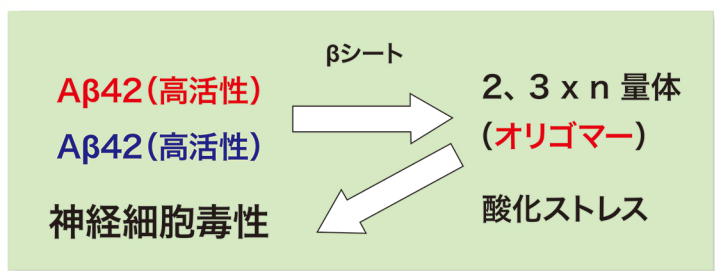 βシート
Aβ42(高活性)
Aβ42(高活性)
2、3 x n 量体
(オリゴマー)
神経細胞毒性
酸化ストレス